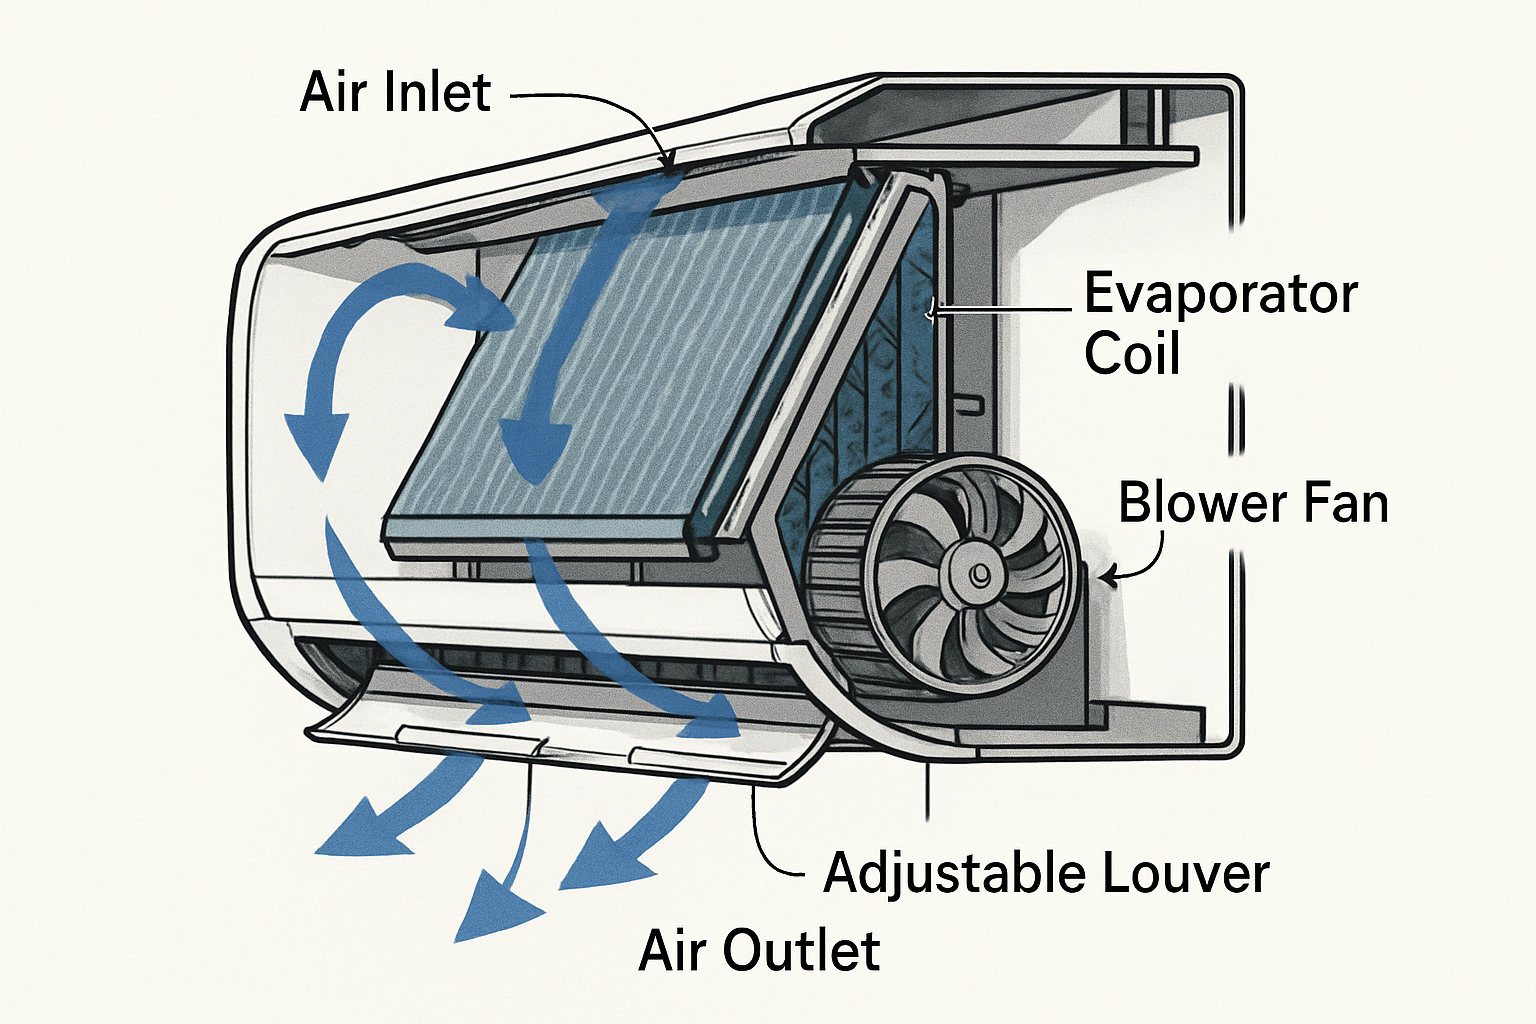 Air Inlet
Evaporator
Coil
Blower Fan
Adjustable Louver
Air Outlet